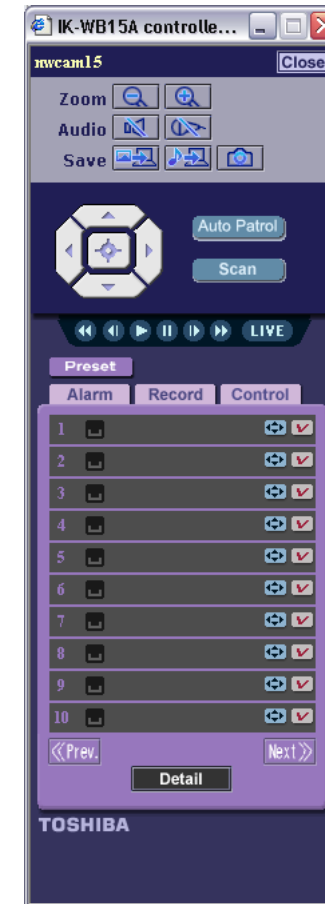 IK-WB15A controlle...
nwcam15 Close
Zoom
Audio
Save
Auto Patrol
Scan
LIVE
Preset
Alarm Record Control
1
2
3
4
5
6
7
8
9
10
≪Prev. Next≫
Detail
TOSHIBA